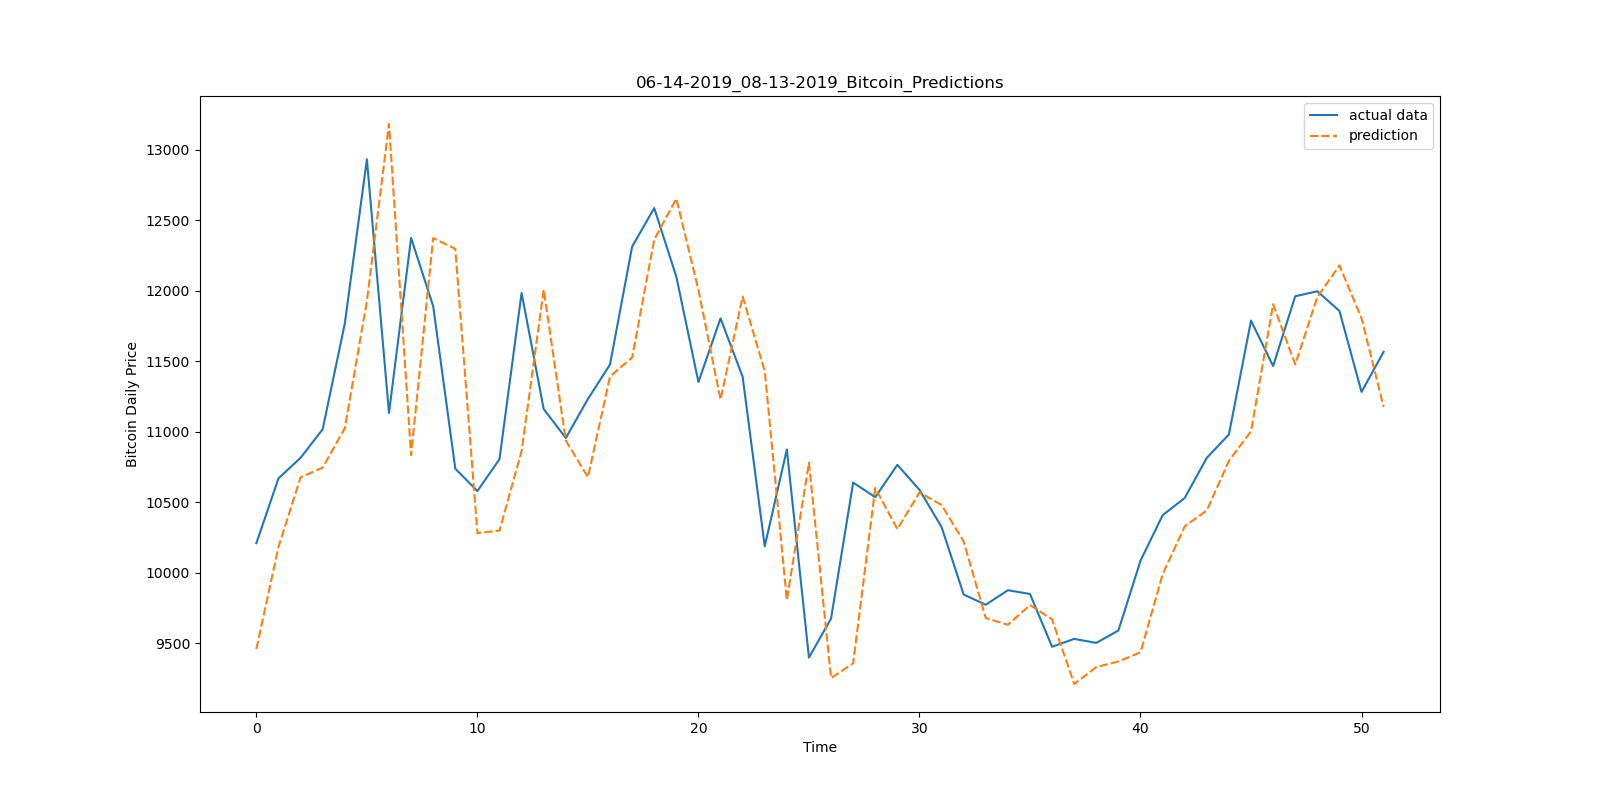 06-14-2019_08-13-2019_Bitcoin_Predictions
actual data
prediction
13000
12500
12000
11500
11000
10500
10000
9500
Bitcoin Daily Price
0 10 20 30 40 50
Time